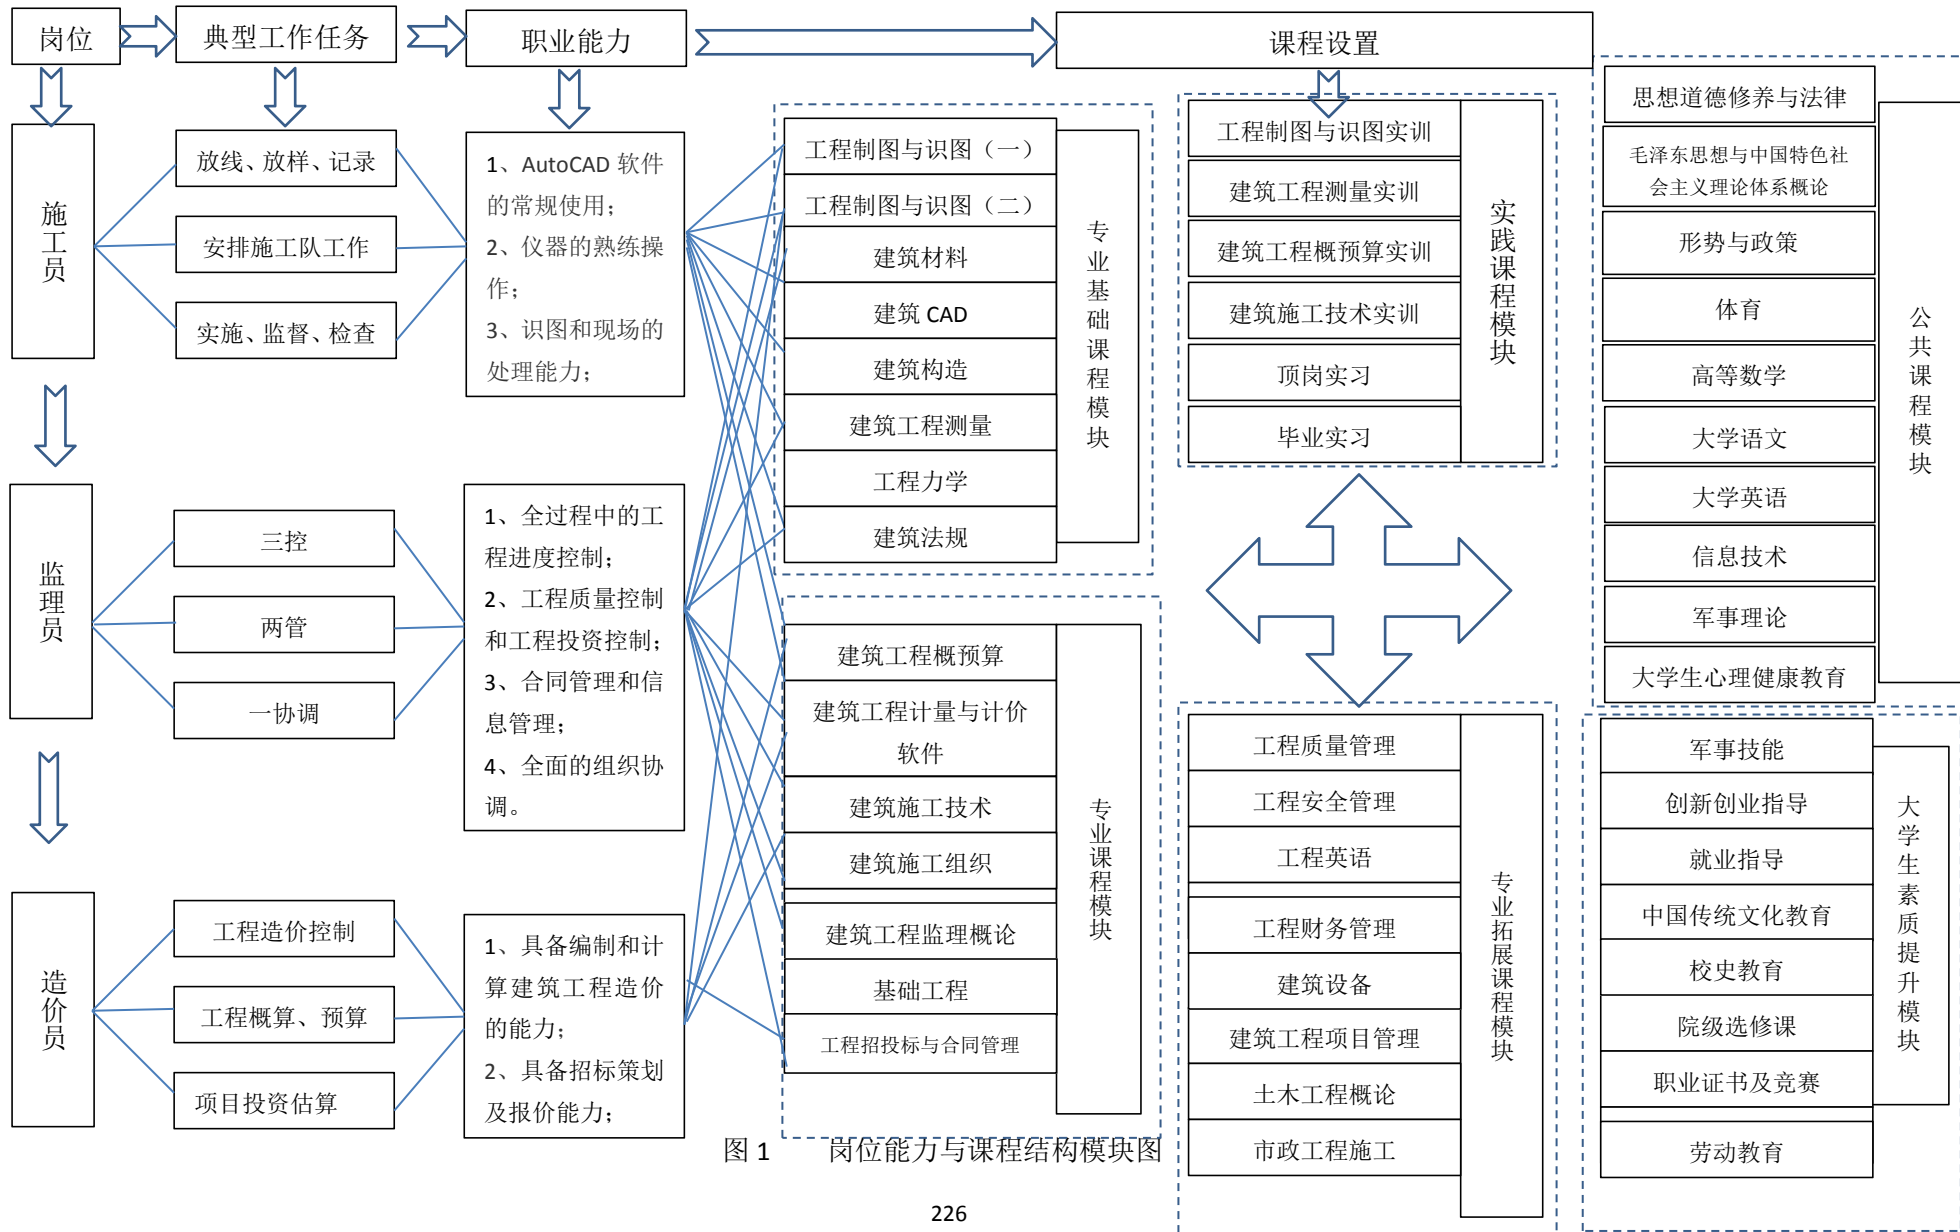 岗位
典型工作任务
职业能力
课程设置
施工员
放线、放样、记录
安排施工队工作
实施、监督、检查
1、AutoCAD 软件
的常规使用；
2、仪器的熟练操
作；
3、识图和现场的
处理能力；
监理员
三控
两管
一协调
1、全过程中的工
程进度控制；
2、工程质量控制
和工程投资控制；
3、合同管理和信
息管理；
4、全面的组织协
调。
造价员
工程造价控制
工程概算、预算
项目投资估算
1、具备编制和计
算建筑工程造价
的能力；
2、具备招标策划
及报价能力；
工程制图与识图（一）
工程制图与识图（二）
建筑材料
建筑 CAD
建筑构造
建筑工程测量
工程力学
建筑法规
专业基础课程模块
建筑工程概预算
建筑工程计量与计价
软件
建筑施工技术
建筑施工组织
建筑工程监理概论
基础工程
工程招投标与合同管理
专业课程模块
工程制图与识图实训
建筑工程测量实训
建筑工程概预算实训
建筑施工技术实训
顶岗实习
毕业实习
实践课程模块
工程质量管理
工程安全管理
工程英语
工程财务管理
建筑设备
建筑工程项目管理
土木工程概论
市政工程施工
专业拓展课程模块
思想道德修养与法律
毛泽东思想与中国特色社
会主义理论体系概论
形势与政策
体育
高等数学
大学语文
大学英语
信息技术
军事理论
大学生心理健康教育
公共课程模块
军事技能
创新创业指导
就业指导
中国传统文化教育
校史教育
院级选修课
职业证书及竞赛
劳动教育
大学生素质提升模块
图 1 岗位能力与课程结构模块图
226